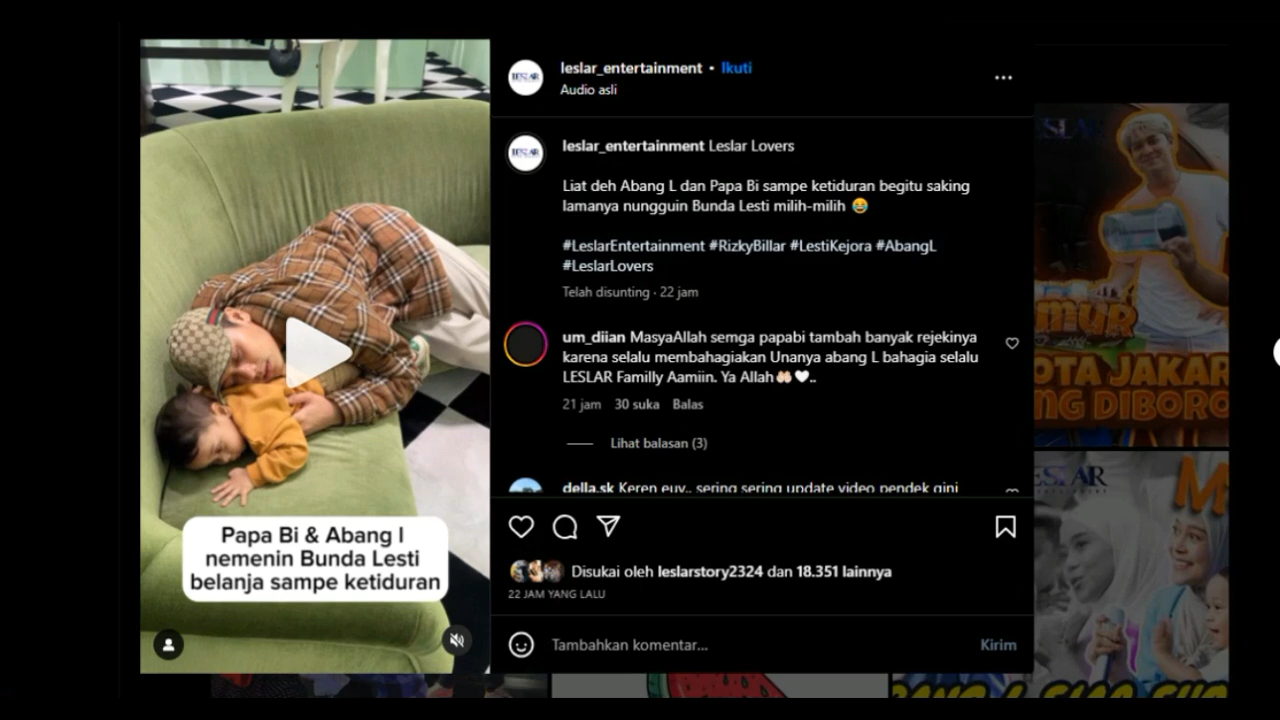 leslar_entertainment • Ikuti
Audio asli
leslar_entertainment Leslar Lovers
Liat deh Abang L dan Papa Bi sampe ketiduran begitu saking
lamanya nungguin Bunda Lesti milih-milih 😂
#LeslarEntertainment #RizkyBillar #LestiKejora #AbangL
#LeslarLovers
Telah disunting · 22 jam
um_diian MasyaAllah semga papabi tambah banyak rejekinya
karena selalu membahagiakan Unanya abang L bahagia selalu
LESLAR Familly Aamiin. Ya Allah🤲🏻🤍..
21 jam 30 suka Balas
Lihat balasan (3)
della.sk Keren euy.. sering sering update video pendek gini
Disukai oleh leslarstory2324 dan 18.351 lainnya
22 JAM YANG LALU
Tambahkan komentar... Kirim
Papa Bi & Abang l
nemenin Bunda Lesti
belanja sampe ketiduran